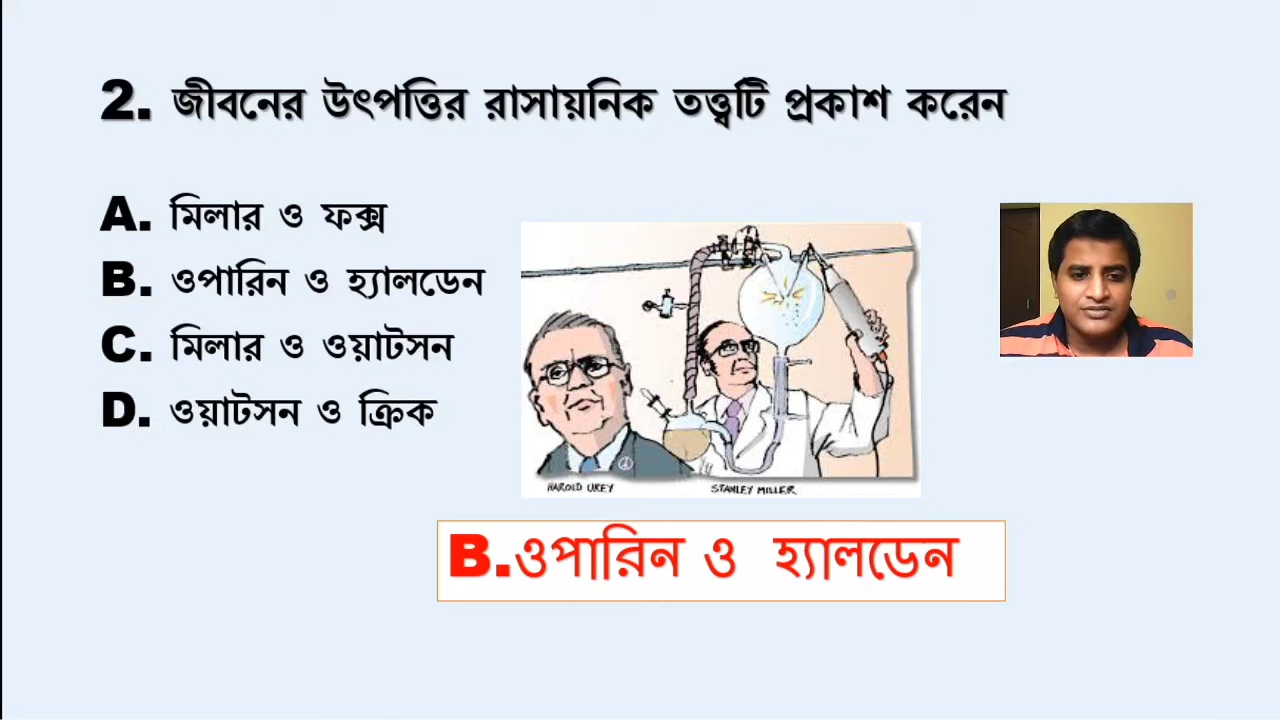 2. জীবনের উৎপত্তির রাসায়নিক তত্ত্বটি প্রকাশ করেন
A. মিলার ও ফক্স
B. ওপারিন ও হ্যালডেন
C. মিলার ও ওয়াটসন
D. ওয়াটসন ও ক্রিক
HAROLD UREY
STANLEY MILLER
B.ওপারিন ও হ্যালডেন